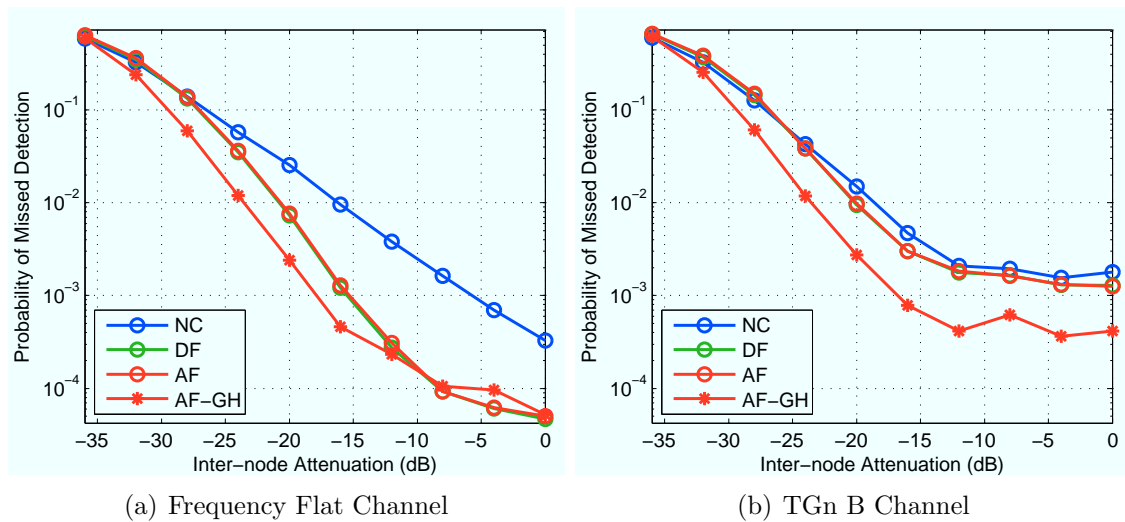 Probability of Missed Detection
10⁻¹
10⁻²
10⁻³
10⁻⁴
NC
DF
AF
AF−GH
−35 −30 −25 −20 −15 −10 −5 0
Inter−node Attenuation (dB)
(a) Frequency Flat Channel
Probability of Missed Detection
10⁻¹
10⁻²
10⁻³
10⁻⁴
NC
DF
AF
AF−GH
−35 −30 −25 −20 −15 −10 −5 0
Inter−node Attenuation (dB)
(b) TGn B Channel